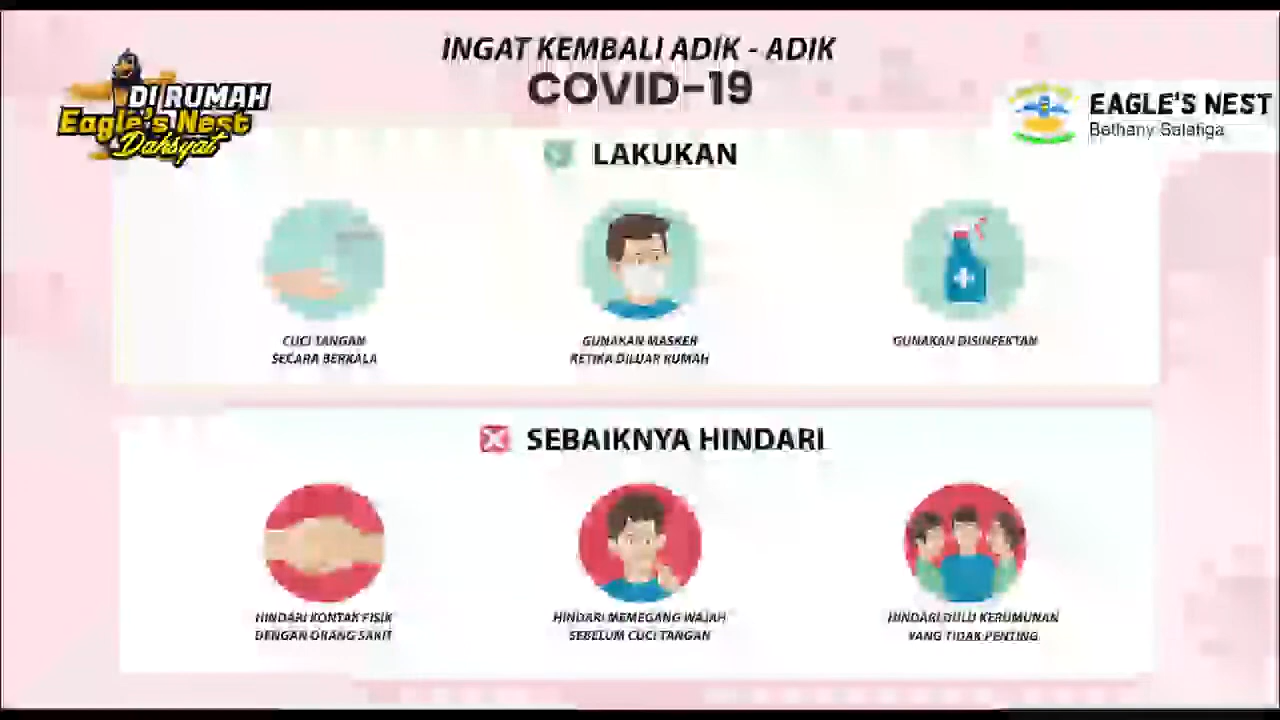 INGAT KEMBALI ADIK - ADIK
COVID-19
DI RUMAH
Eagle's Nest
Dahsyat
EAGLE'S NEST
Bethany Salatiga
LAKUKAN
CUCI TANGAN
SECARA BERKALA
GUNAKAN MASKER
KETIKA DILUAR RUMAH
GUNAKAN DISINFEKTAN
SEBAIKNYA HINDARI
HINDARI KONTAK FISIK
DENGAN ORANG SAKIT
HINDARI MEMEGANG WAJAH
SEBELUM CUCI TANGAN
HINDARI DULU KERUMUNAN
YANG TIDAK PENTING